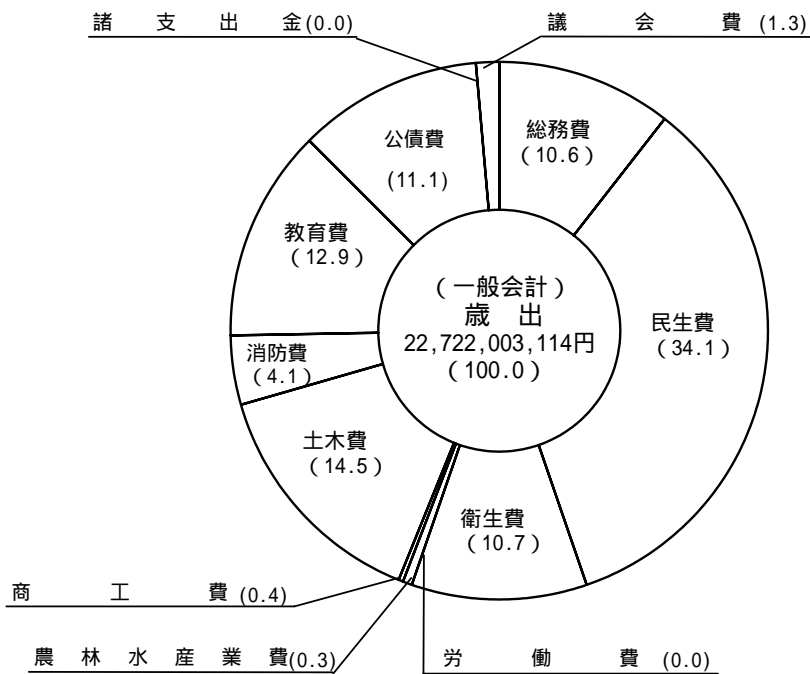 諸支出金(0.0)
議会費(1.3)
公債費
(11.1)
総務費
(10.6)
教育費
(12.9)
(一般会計)
歳出
22,722,003,114円
(100.0)
民生費
(34.1)
消防費
(4.1)
土木費
(14.5)
衛生費
(10.7)
商工費(0.4)
農林水産業費(0.3)
労働費(0.0)